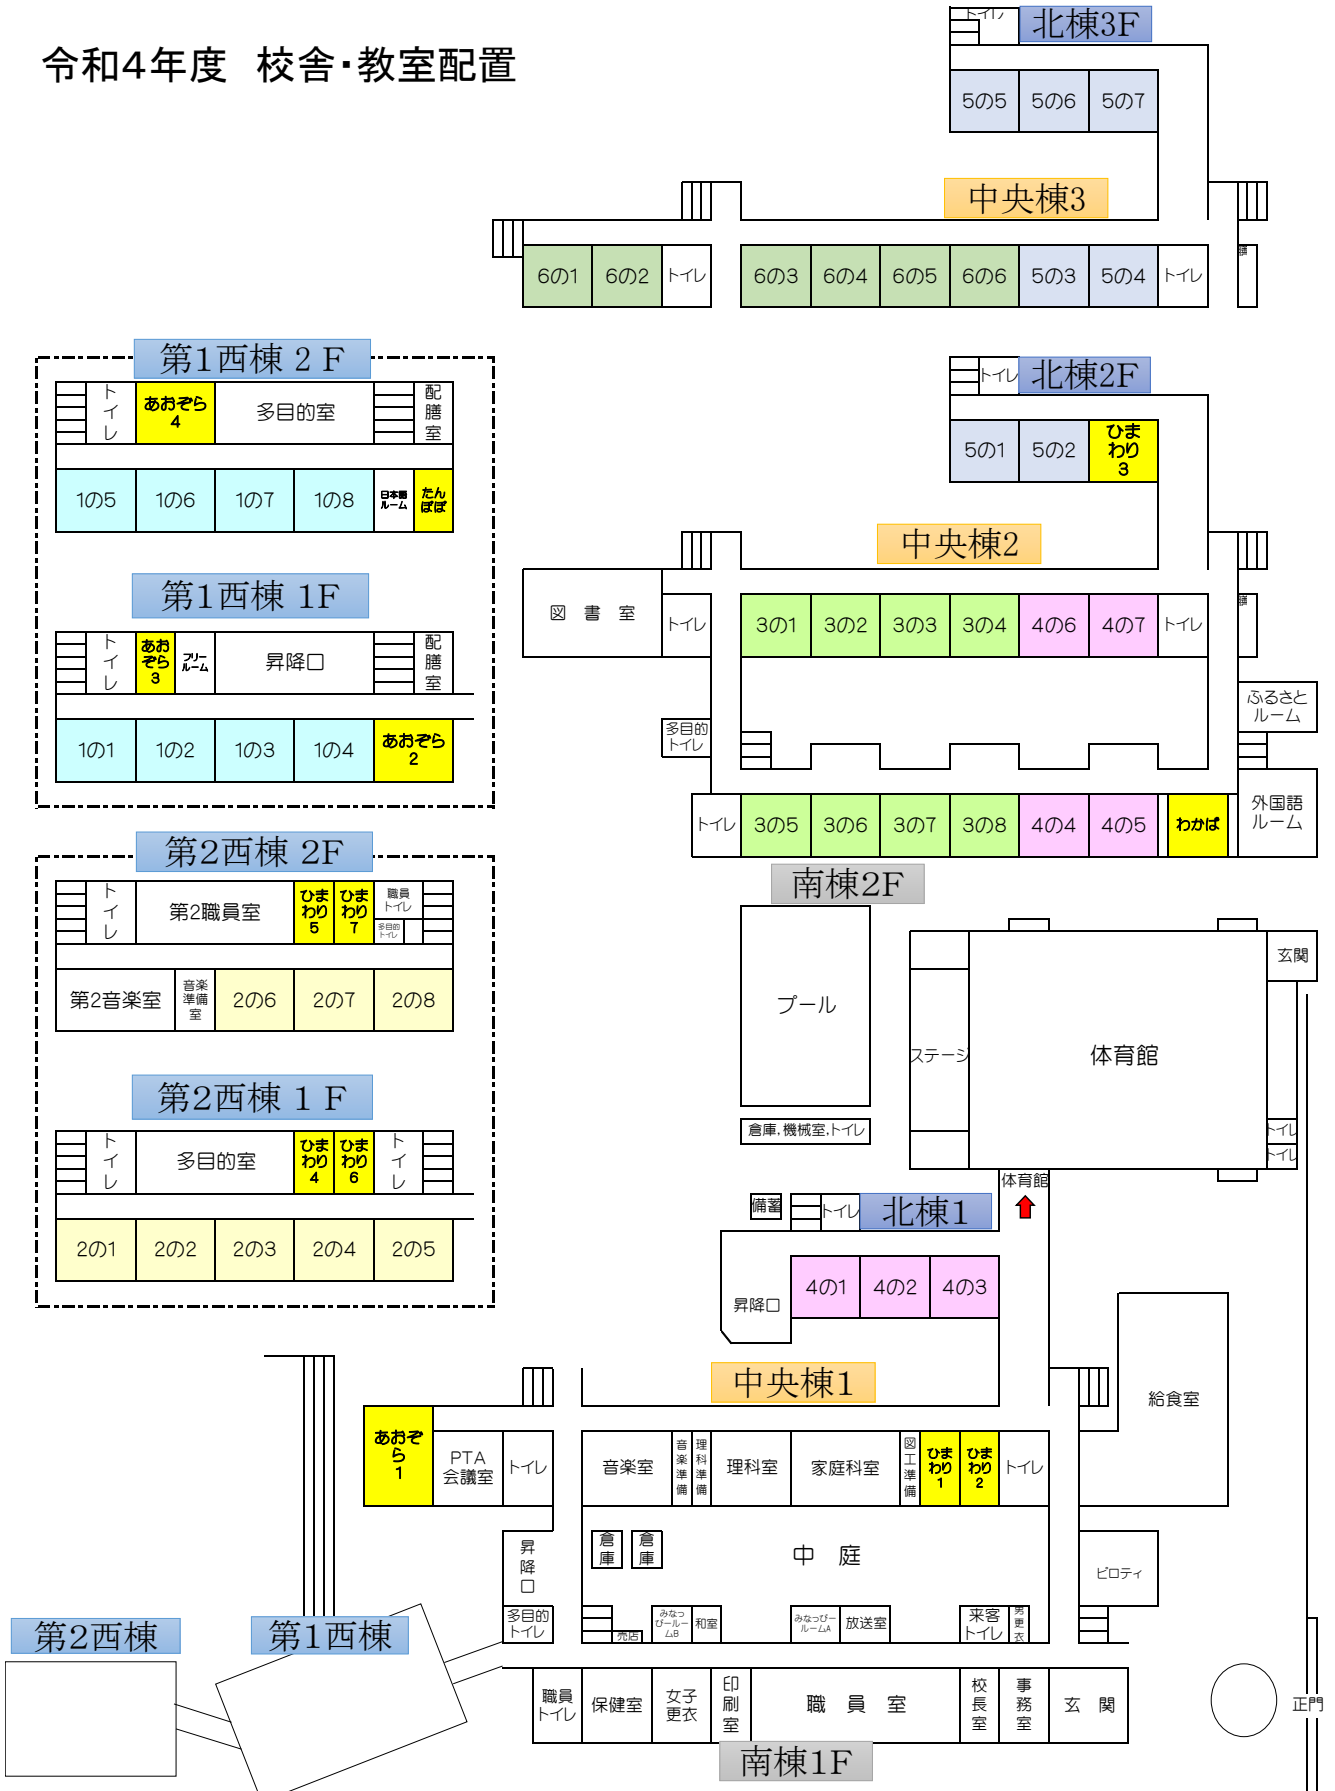 令和4年度 校舎・教室配置
トイレ
北棟3F
5の5 5の6 5の7
中央棟3
6の1 6の2 トイレ 6の3 6の4 6の5 6の6 5の3 5の4 トイレ
第1西棟 2 F
トイレ
あおぞら
4
多目的室
配膳室
1の5 1の6 1の7 1の8
日本語
ルーム
たん
ぽぽ
第1西棟 1F
トイレ
あお
ぞら
3
フリー
ルーム
昇降口
配膳室
1の1 1の2 1の3 1の4
あおぞら
2
トイレ
北棟2F
5の1 5の2
ひま
わり
3
中央棟2
図 書 室
トイレ 3の1 3の2 3の3 3の4 4の6 4の7 トイレ
ふるさと
ルーム
多目的
トイレ
トイレ 3の5 3の6 3の7 3の8 4の4 4の5 わかば
外国語
ルーム
南棟2F
第2西棟 2F
トイレ
第2職員室
ひま
わり
5
ひま
わり
7
職員
トイレ
多目的
トイレ
第2音楽室
音楽
準備
室
2の6 2の7 2の8
第2西棟 1 F
トイレ
多目的室
ひま
わり
4
ひま
わり
6
トイレ
2の1 2の2 2の3 2の4 2の5
プール
倉庫,機械室,トイレ
ステージ
体育館
玄関
トイレ
トイレ
体育館
備蓄
トイレ
北棟1
4の1 4の2 4の3
昇降口
中央棟1
給食室
あおぞ
ら
1
PTA
会議室
トイレ
音楽室
音楽準備
理科準備
理科室
家庭科室
図工準備
ひま
わり
1
ひま
わり
2
トイレ
昇降口
倉庫
倉庫
中 庭
ピロティ
多目的
トイレ
売店
みなっ
ぴールー
ムB
和室
みなっぴー
ルームA
放送室
来客
トイレ
男更衣
第2西棟
第1西棟
職員
トイレ
保健室
女子
更衣
印刷室
職 員 室
校長室
事務室
玄 関
正門
南棟1F